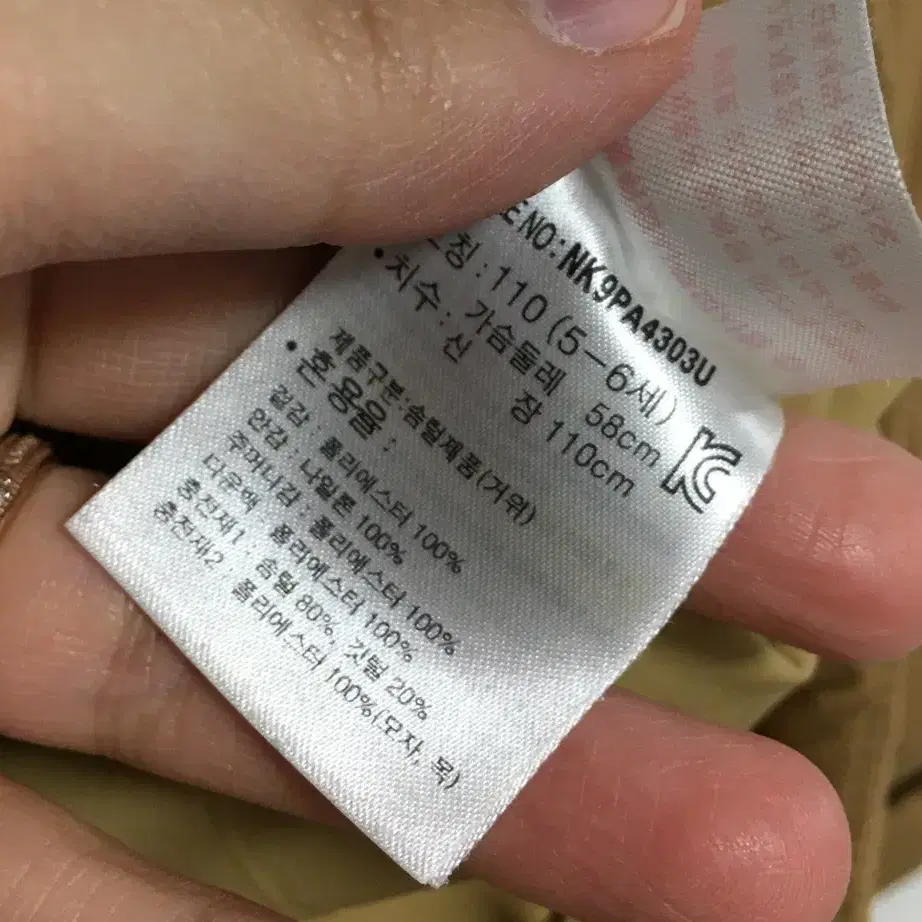 E NO: NK9PA4303U
칭 : 110 (5-6세)
• 치수 : 가슴둘레 58cm
신 장 110cm
제품구분:솜털제품(거위)
• 혼용율 :
겉감 : 폴리에스터 100%
안감 : 나일론 100%
주머니감 : 폴리에스터 100%
다운백 : 폴리에스터 100%
충전재1 : 솜털 80%, 깃털 20%
충전재2 : 폴리에스터 100%(모자, 목)